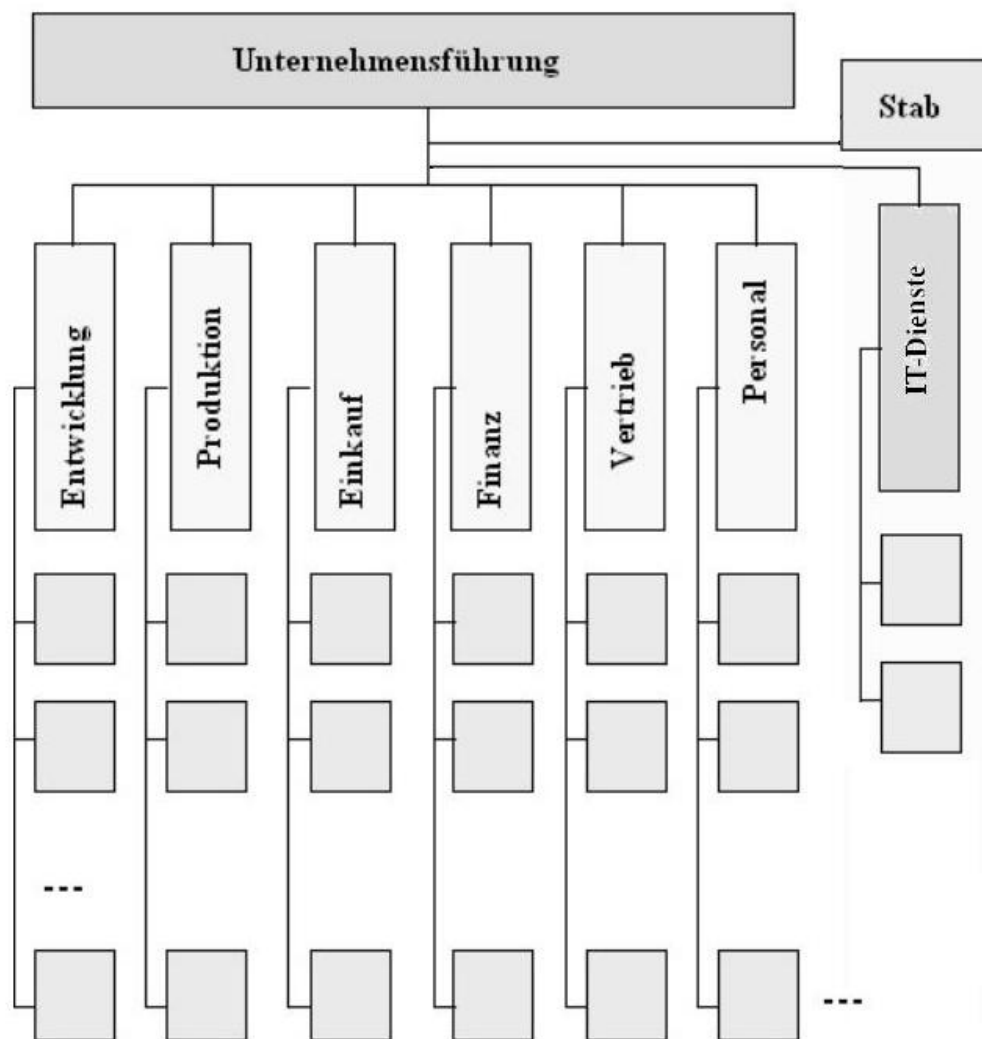 Unternehmensführung
Stab
Entwicklung
Produktion
Einkauf
Finanz
Vertrieb
Personal
IT-Dienste
---
---